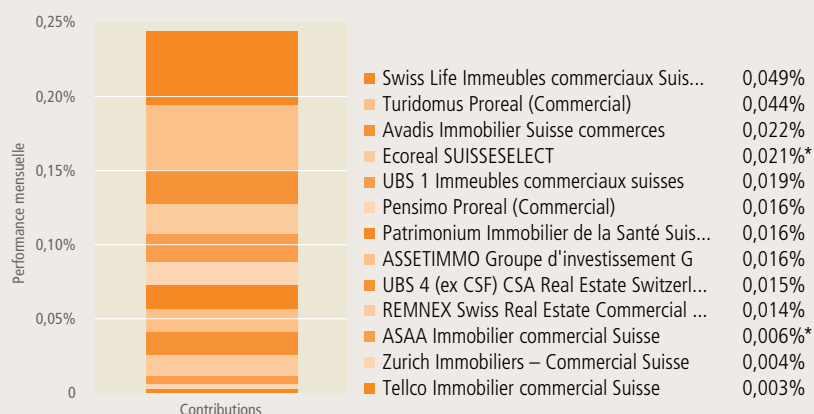 0,25%
0,20%
0,15%
0,10%
0,05%
0
Performance mensuelle
Contributions
Swiss Life Immeubles commerciaux Suis... 0,049%
Turidomus Proreal (Commercial) 0,044%
Avadis Immobilier Suisse commerces 0,022%
Ecoreal SUISSESELECT 0,021%*
UBS 1 Immeubles commerciaux suisses 0,019%
Pensimo Proreal (Commercial) 0,016%
Patrimonium Immobilier de la Santé Suis... 0,016%
ASSETIMMO Groupe d'investissement G 0,016%
UBS 4 (ex CSF) CSA Real Estate Switzerl... 0,015%
REMNEX Swiss Real Estate Commercial ... 0,014%
ASAA Immobilier commercial Suisse 0,006%*
Zurich Immobiliers – Commercial Suisse 0,004%
Tellco Immobilier commercial Suisse 0,003%